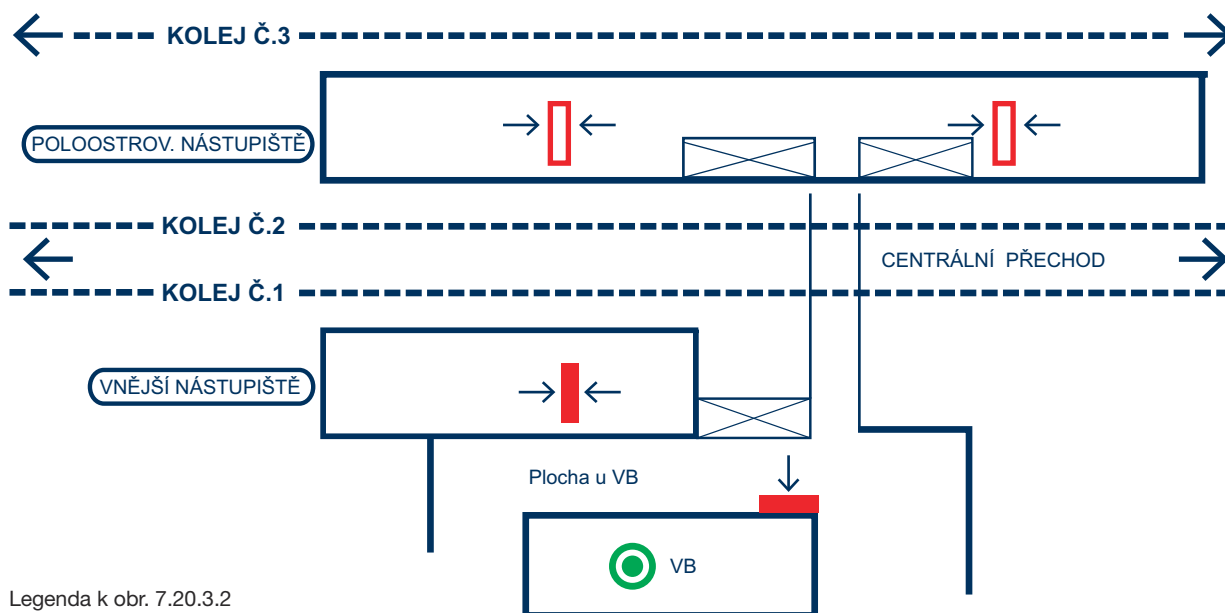 KOLEJ Č.3
POLOOSTROV. NÁSTUPIŠTĚ
KOLEJ Č.2
CENTRÁLNÍ PŘECHOD
KOLEJ Č.1
VNĚJŠÍ NÁSTUPIŠTĚ
Plocha u VB
VB
Legenda k obr. 7.20.3.2